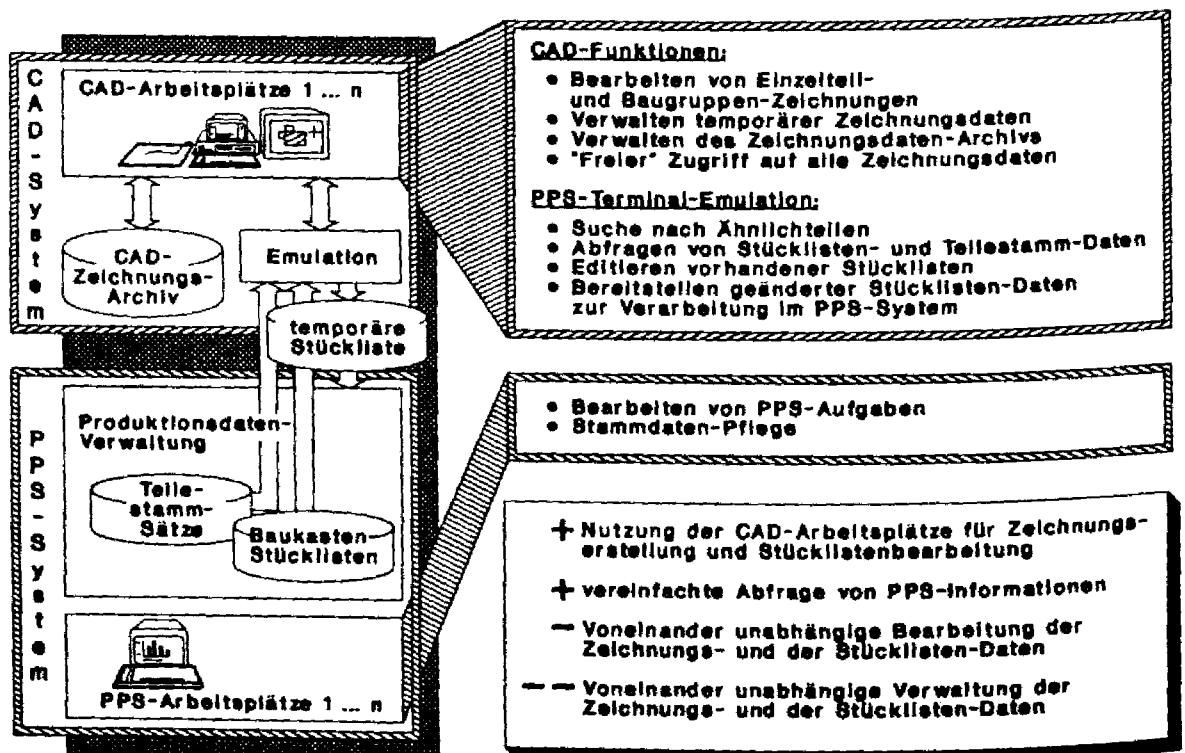 CAD-System
CAD-Arbeitsplätze 1 ... n
CAD-
Zeichnungs-
Archiv
Emulation
temporäre
Stückliste
PPS-System
Produktionsdaten-
Verwaltung
Teile-
stamm-
Sätze
Baukasten-
Stücklisten
PPS-Arbeitsplätze 1 ... n
CAD-Funktionen:
• Bearbeiten von Einzelteil-
und Baugruppen-Zeichnungen
• Verwalten temporärer Zeichnungsdaten
• Verwalten des Zeichnungsdaten-Archivs
• "Freier" Zugriff auf alle Zeichnungsdaten
PPS-Terminal-Emulation:
• Suche nach Ähnlichteilen
• Abfragen von Stücklisten- und Teilestamm-Daten
• Editieren vorhandener Stücklisten
• Bereitstellen geänderter Stücklisten-Daten
zur Verarbeitung im PPS-System
• Bearbeiten von PPS-Aufgaben
• Stammdaten-Pflege
+ Nutzung der CAD-Arbeitsplätze für Zeichnungs-
erstellung und Stücklistenbearbeitung
+ vereinfachte Abfrage von PPS-Informationen
− Voneinander unabhängige Bearbeitung der
Zeichnungs- und der Stücklisten-Daten
− − Voneinander unabhängige Verwaltung der
Zeichnungs- und der Stücklisten-Daten